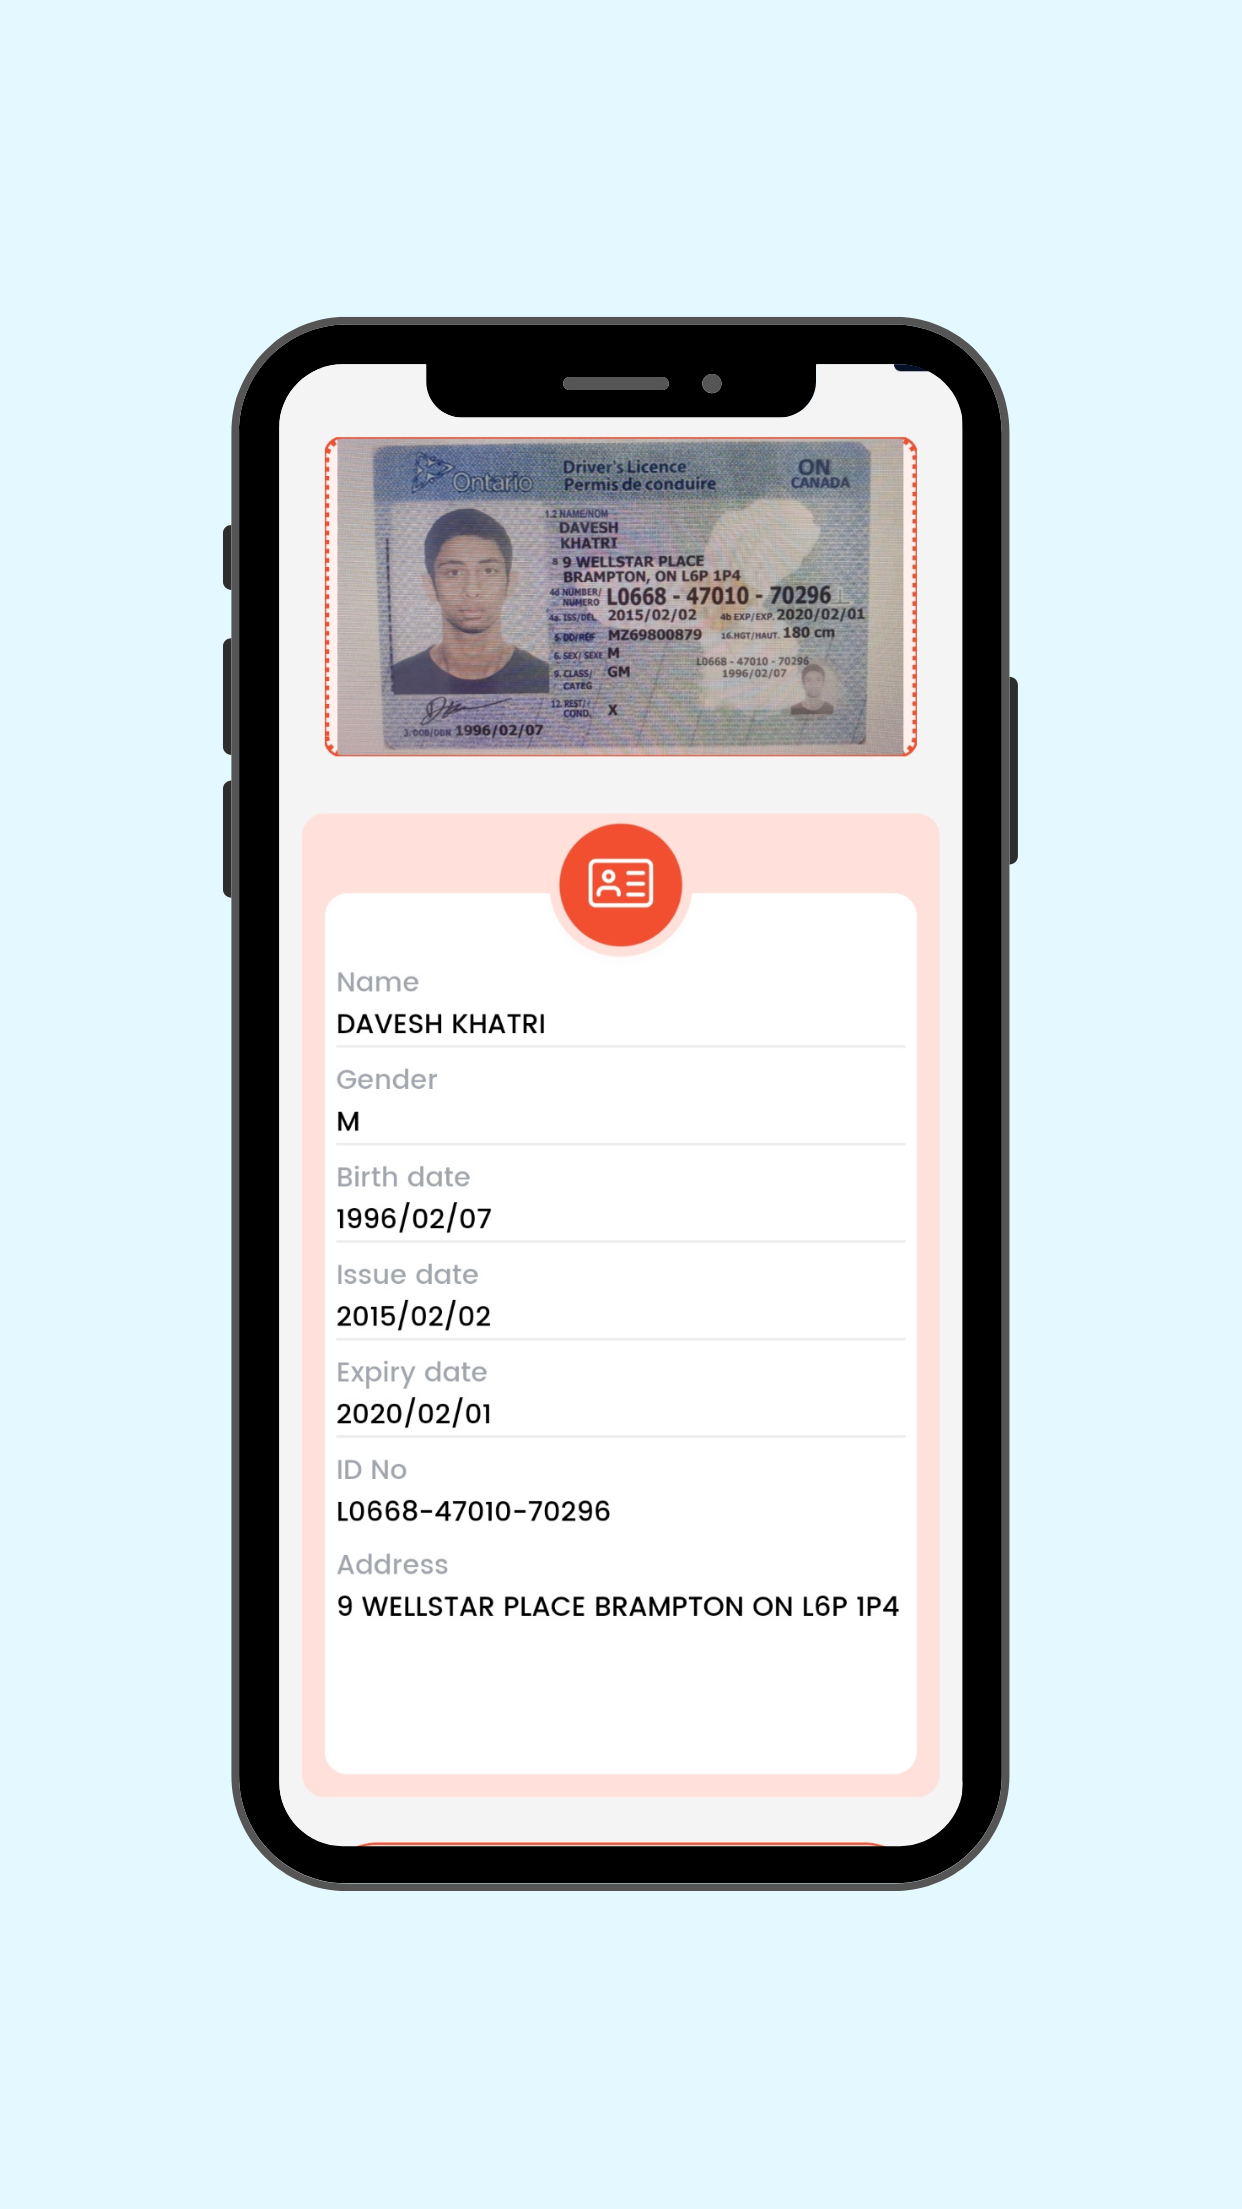 Ontario
Driver's Licence
Permis de conduire
ON
CANADA
1.2 NAME/NOM
DAVESH
KHATRI
8 9 WELLSTAR PLACE
BRAMPTON, ON L6P 1P4
4d NUMBER/
NUMERO L0668 - 47010 - 70296
4a. ISS/DEL 2015/02/02 4b EXP/EXP. 2020/02/01
5. DD/REF MZ69800879 16.HGT/HAUT. 180 cm
6. SEX/ SEXE M
9. CLASS/ GM
CATEG
12. REST/
COND. X
L0668 - 47010 - 70296
1996/02/07
3. DOB/DDN 1996/02/07
Name
DAVESH KHATRI
Gender
M
Birth date
1996/02/07
Issue date
2015/02/02
Expiry date
2020/02/01
ID No
L0668-47010-70296
Address
9 WELLSTAR PLACE BRAMPTON ON L6P 1P4